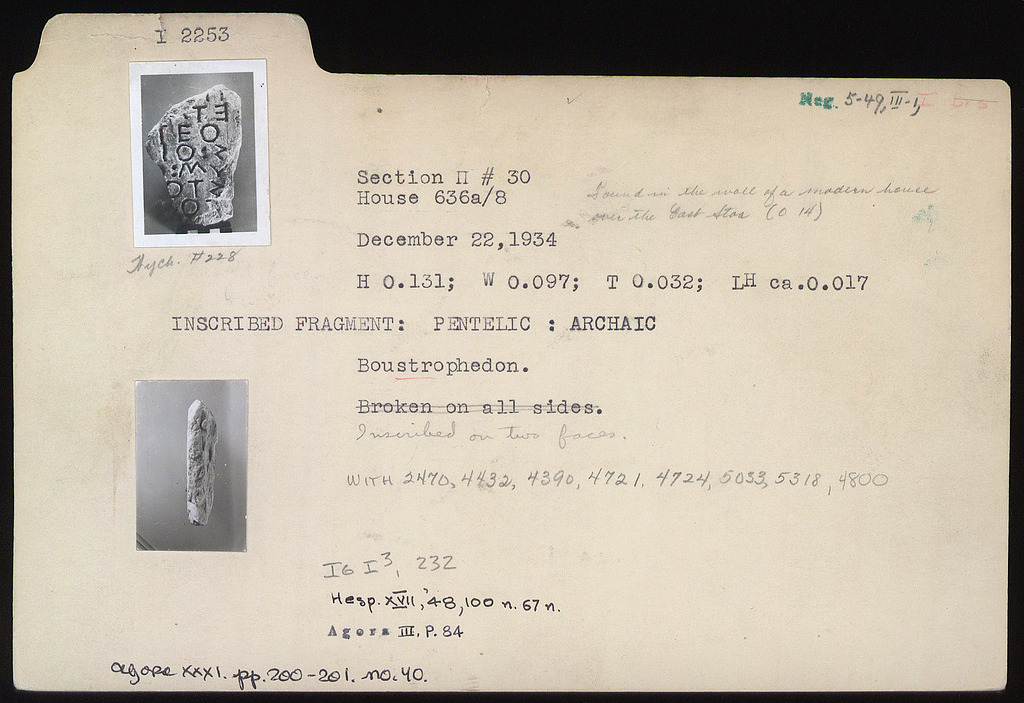 I 2253
Neg. 5-49, III-1,
Section Π # 30
House 636a/8
Found in the wall of a modern house
over the East Stoa (O 14)
December 22,1934
Wych. #228
H 0.131; W 0.097; T 0.032; LH ca.0.017
INSCRIBED FRAGMENT: PENTELIC : ARCHAIC
Boustrophedon.
Broken on all sides.
Inscribed on two faces.
WITH 2470, 4432, 4390, 4721, 4724, 5033, 5318, 4800
IG I³, 232
Hesp. XVII, '48, 100 n. 67 n.
Agora III, P. 84
Agora XXXI. pp. 200-201. no. 40.